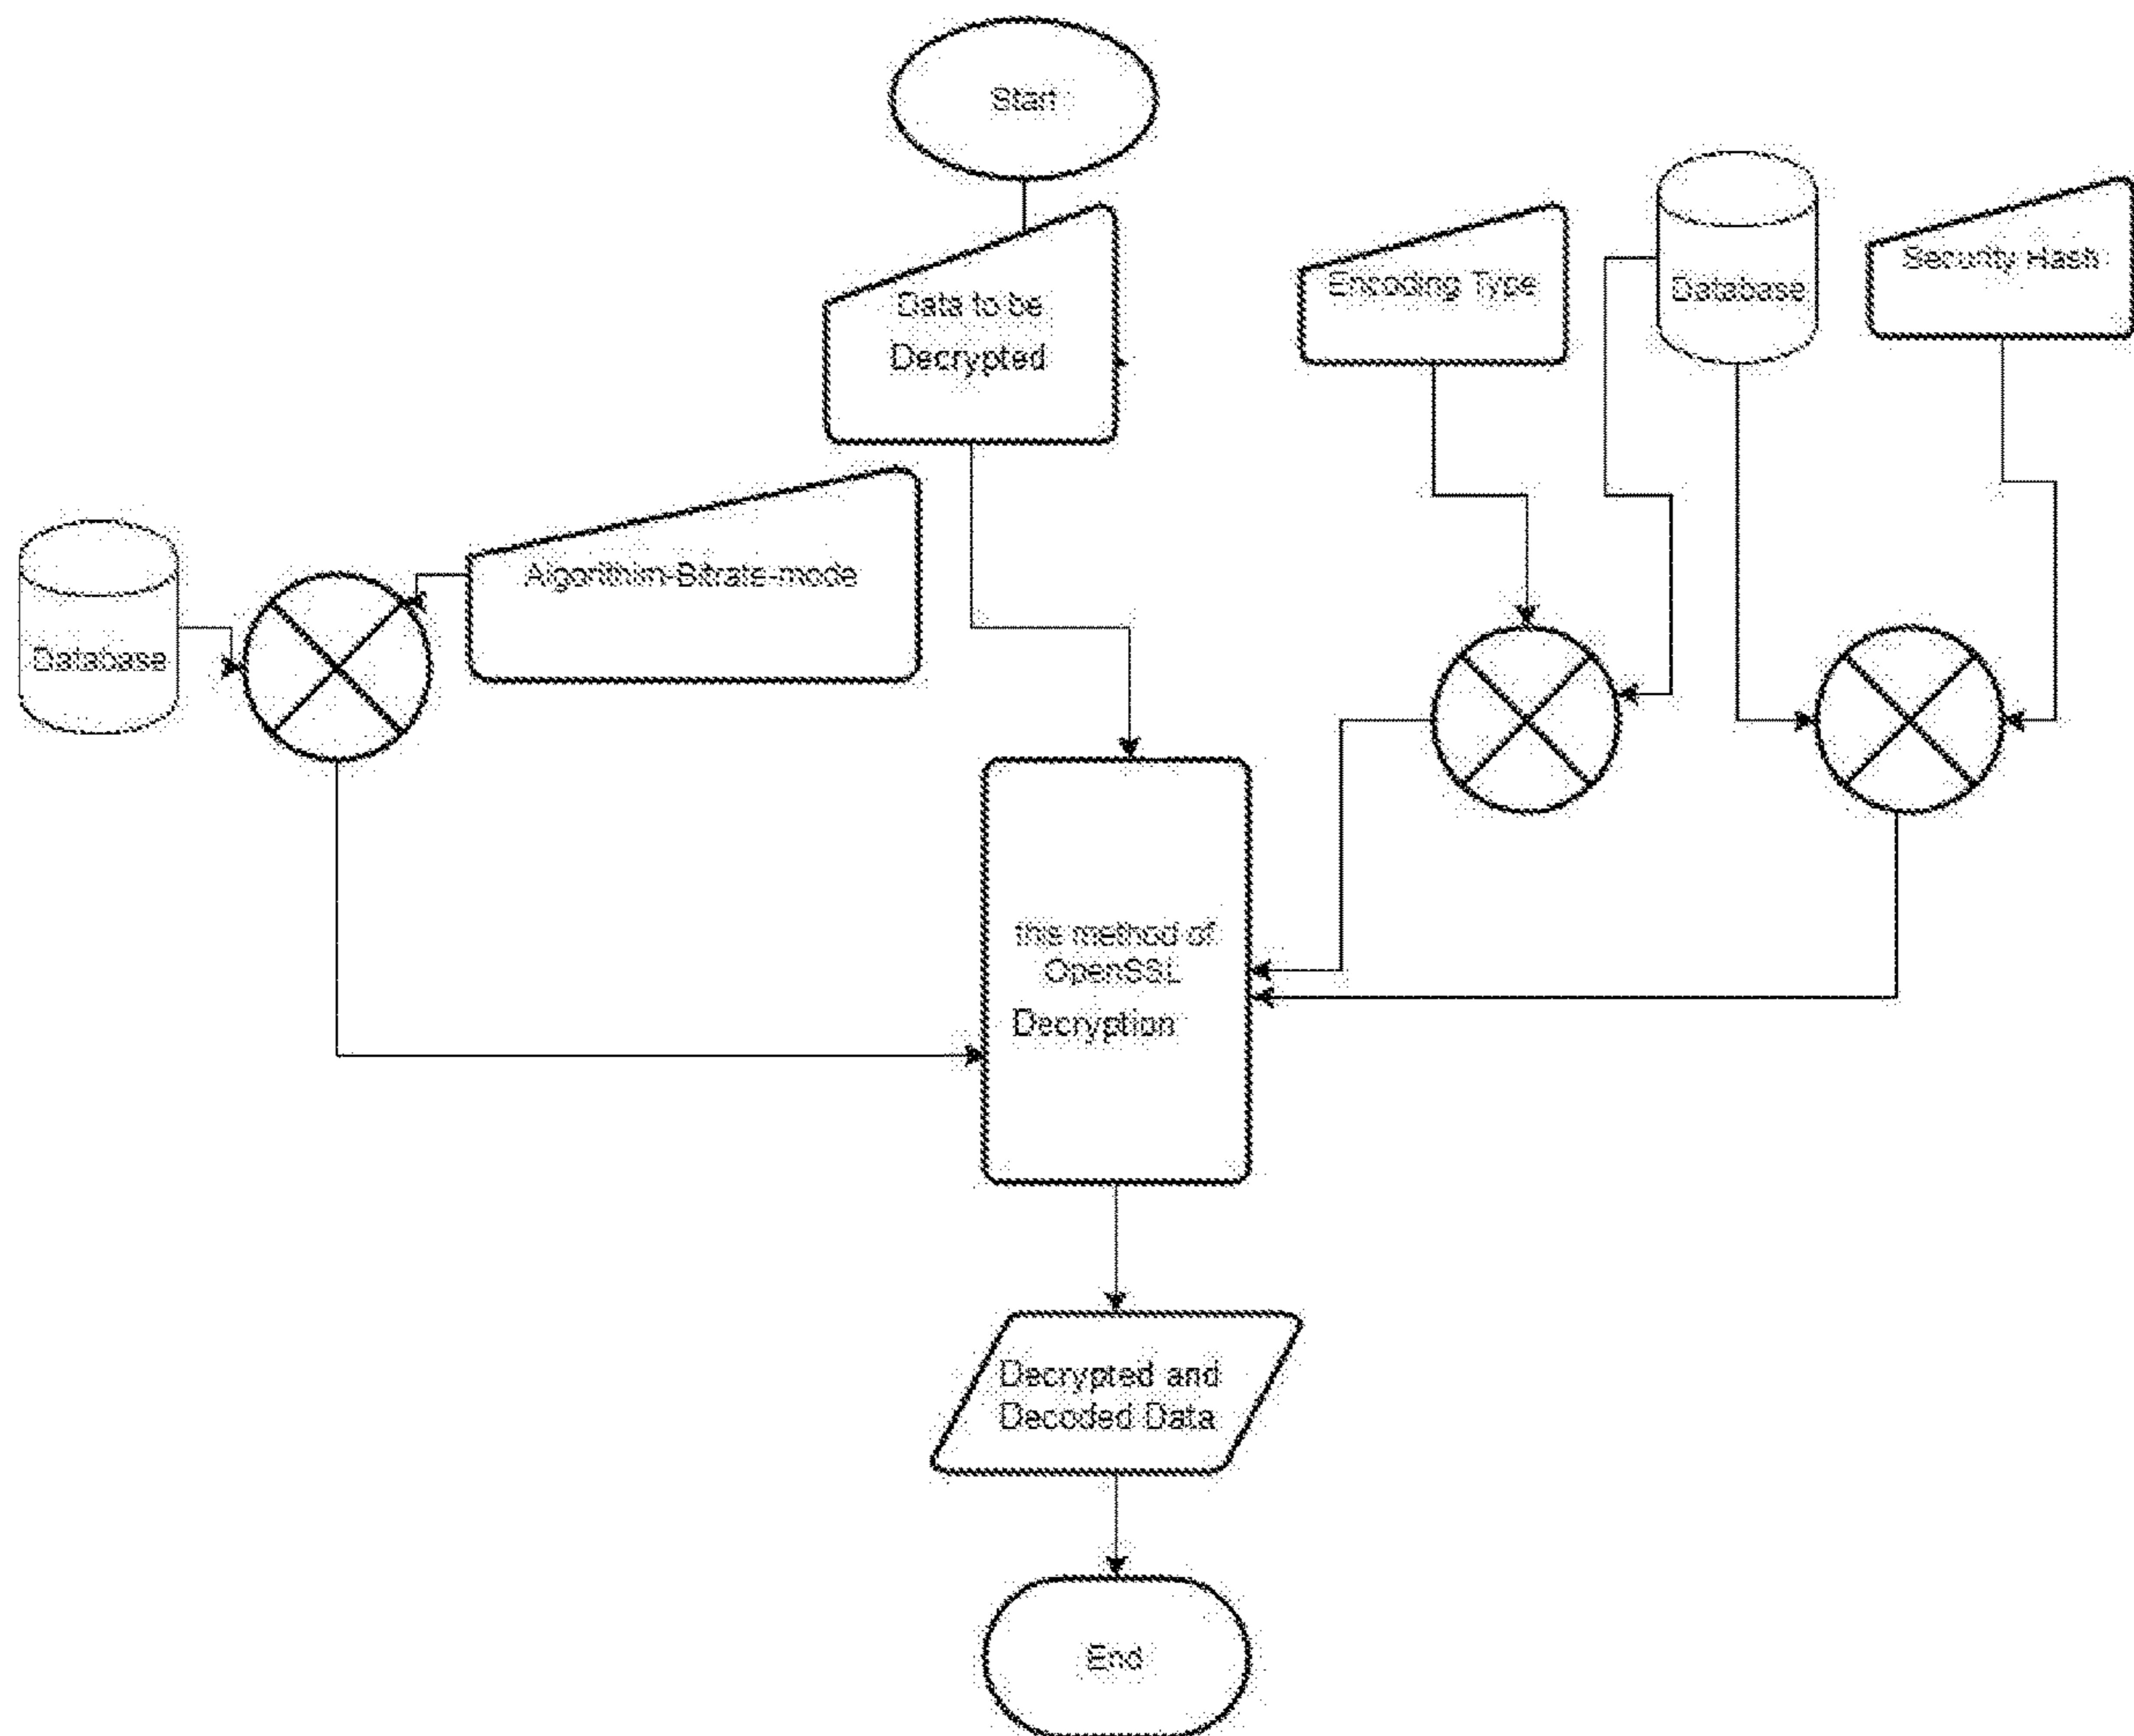 Start
Data to be
Decrypted
Encoding Type
Database
Security Hash
Algorithim-Bitrate-mode
Database
this method of
OpenSSL
Decryption
Decrypted and
Decoded Data
End